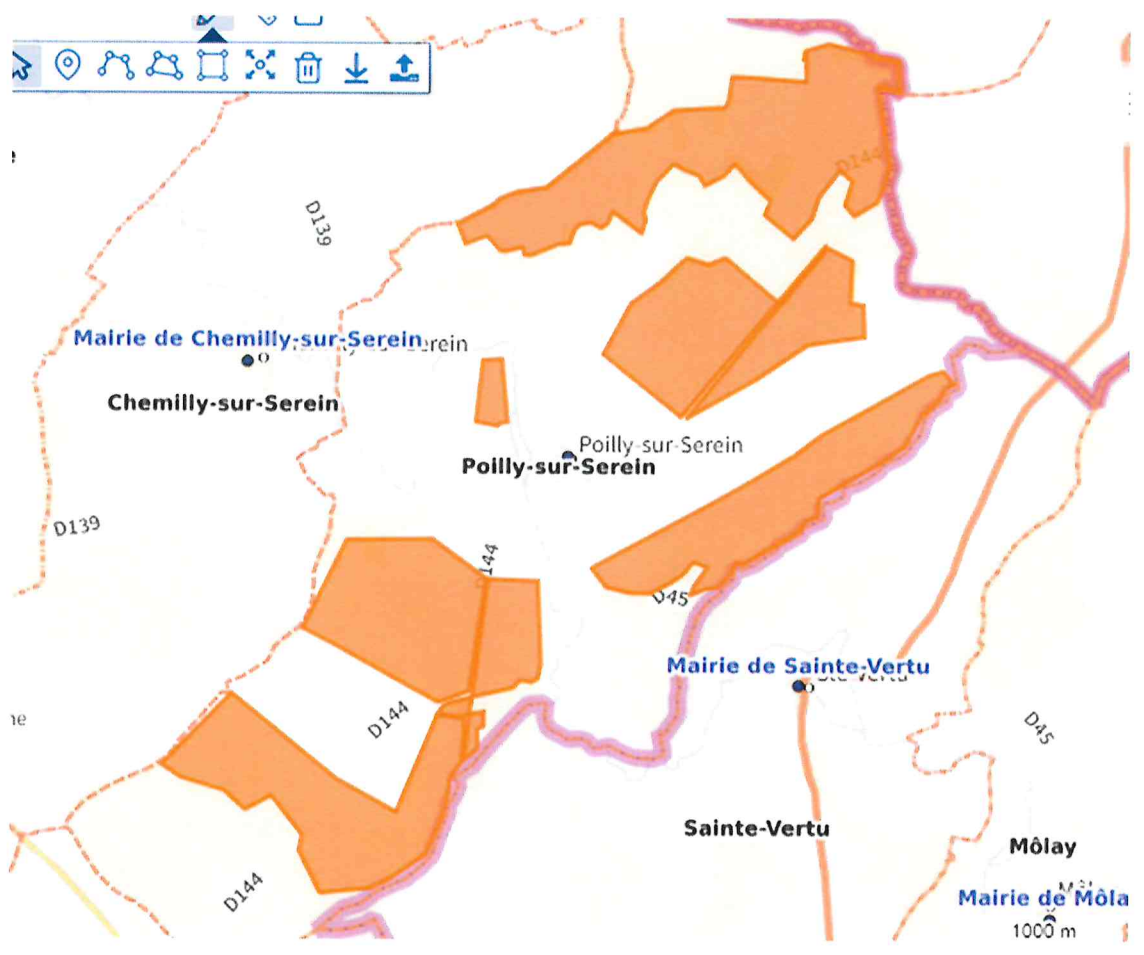 D144
D139
Mairie de Chemilly-sur-Serein
Chemilly-sur-Serein
Poilly-sur-Serein
Poilly-sur-Serein
D139
144
D45
Mairie de Sainte-Vertu
D144
D45
Sainte-Vertu
Môlay
D144
Mairie de Môla
1000 m